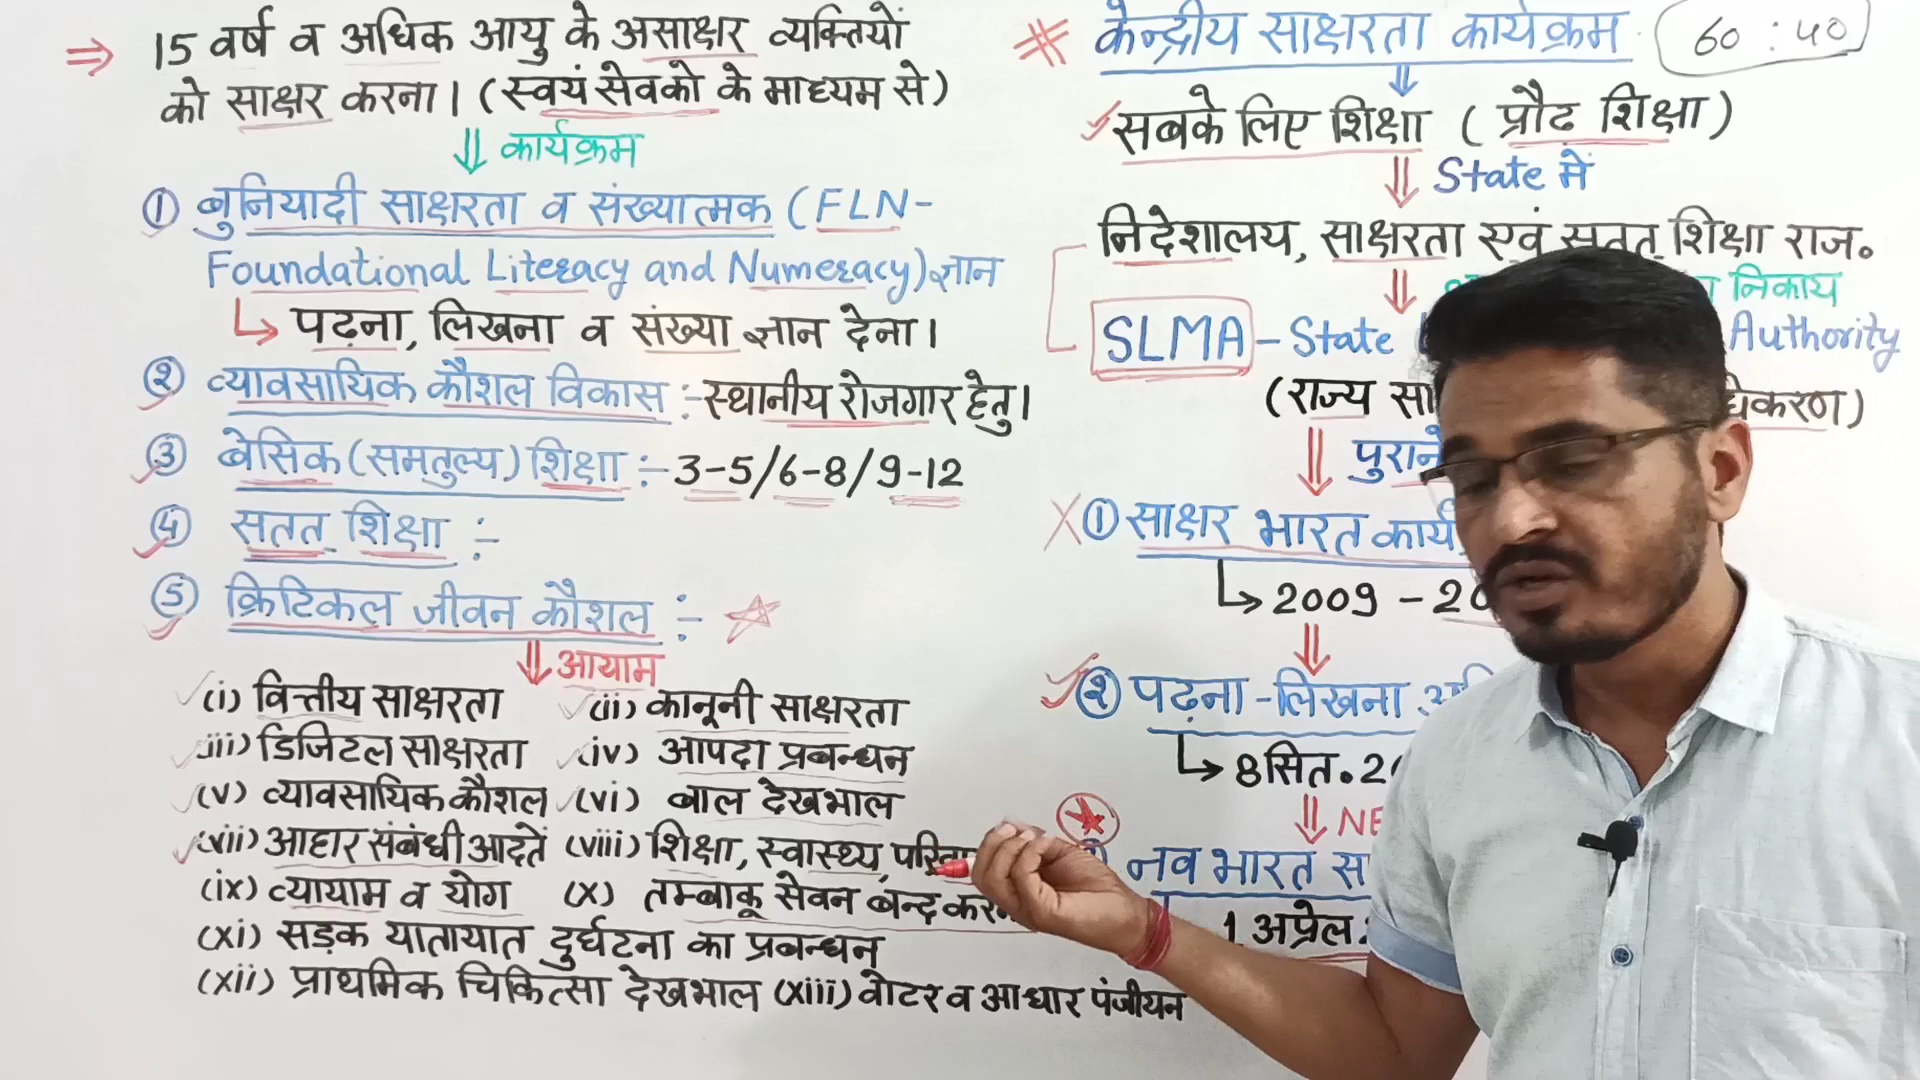 ⇒ 15 वर्ष व अधिक आयु के असाक्षर व्यक्तियों
को साक्षर करना। (स्वयं सेवको के माध्यम से)
⇓ कार्यक्रम
① बुनियादी साक्षरता व संख्यात्मक (FLN-
Foundational Literacy and Numeracy) ज्ञान
↳ पढ़ना, लिखना व संख्या ज्ञान देना।
② व्यावसायिक कौशल विकास :- स्थानीय रोजगार हेतु।
③ बेसिक (समतुल्य) शिक्षा :- 3-5/6-8/9-12
④ सतत शिक्षा :-
⑤ क्रिटिकल जीवन कौशल :-
⇓ आयाम
(i) वित्तीय साक्षरता (ii) कानूनी साक्षरता
(iii) डिजिटल साक्षरता (iv) आपदा प्रबन्धन
(v) व्यावसायिक कौशल (vi) बाल देखभाल
(vii) आहार संबंधी आदतें (viii) शिक्षा, स्वास्थ्य,
(ix) व्यायाम व योग (x) तम्बाकू सेवन बन्द
(xi) सड़क यातायात दुर्घटना का प्रबन्धन
(xii) प्राथमिक चिकित्सा देखभाल (xiii) वोटर व आधार पंजीयन
केन्द्रीय साक्षरता कार्यक्रम 60 : 40
सबके लिए शिक्षा (प्रौढ शिक्षा)
⇓ State में
निदेशालय, साक्षरता एवं सतत शिक्षा राज०
निकाय
SLMA - State Authority
(राज्य
① साक्षर भारत
↳ 2009 -
② पढ़ना - लिखना
↳ 8 सित.
नव भारत
1 अप्रेल